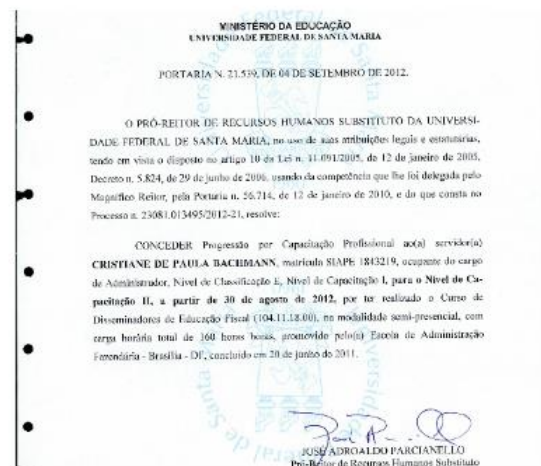 MINISTÉRIO DA EDUCAÇÃO
UNIVERSIDADE FEDERAL DE SANTA MARIA
PORTARIA N. 21.539, DE 04 DE SETEMBRO DE 2012.
O PRÓ-REITOR DE RECURSOS HUMANOS SUBSTITUTO DA UNIVERSI-
DADE FEDERAL DE SANTA MARIA, no uso de suas atribuições legais e estatutárias,
tendo em vista o disposto no artigo 10 da Lei n. 11.091/2005, de 12 de janeiro de 2005,
Decreto n. 5.824, de 29 de junho de 2006, usando da competência que lhe foi delegada pelo
Magnífico Reitor, pela Portaria n. 56.714, de 12 de janeiro de 2010, e do que consta no
Processo n. 23081.013495/2012-21, resolve:
CONCEDER Progressão por Capacitação Profissional ao(a) servidor(a)
CRISTIANE DE PAULA BACHMANN, matrícula SIAPE 1843219, ocupante do cargo
de Administrador, Nível de Classificação E, Nível de Capacitação I, para o Nível de Ca-
pacitação II, a partir de 30 de agosto de 2012, por ter realizado o Curso de
Disseminadores de Educação Fiscal (104.11.18.00), na modalidade semi-presencial, com
carga horária total de 160 horas horas, promovido pelo(a) Escola de Administração
Fazendária - Brasília - DF, concluído em 20 de junho de 2011.
JOSÉ ADROALDO PARCIANELLO
Pró-Reitor de Recursos Humanos Substituto